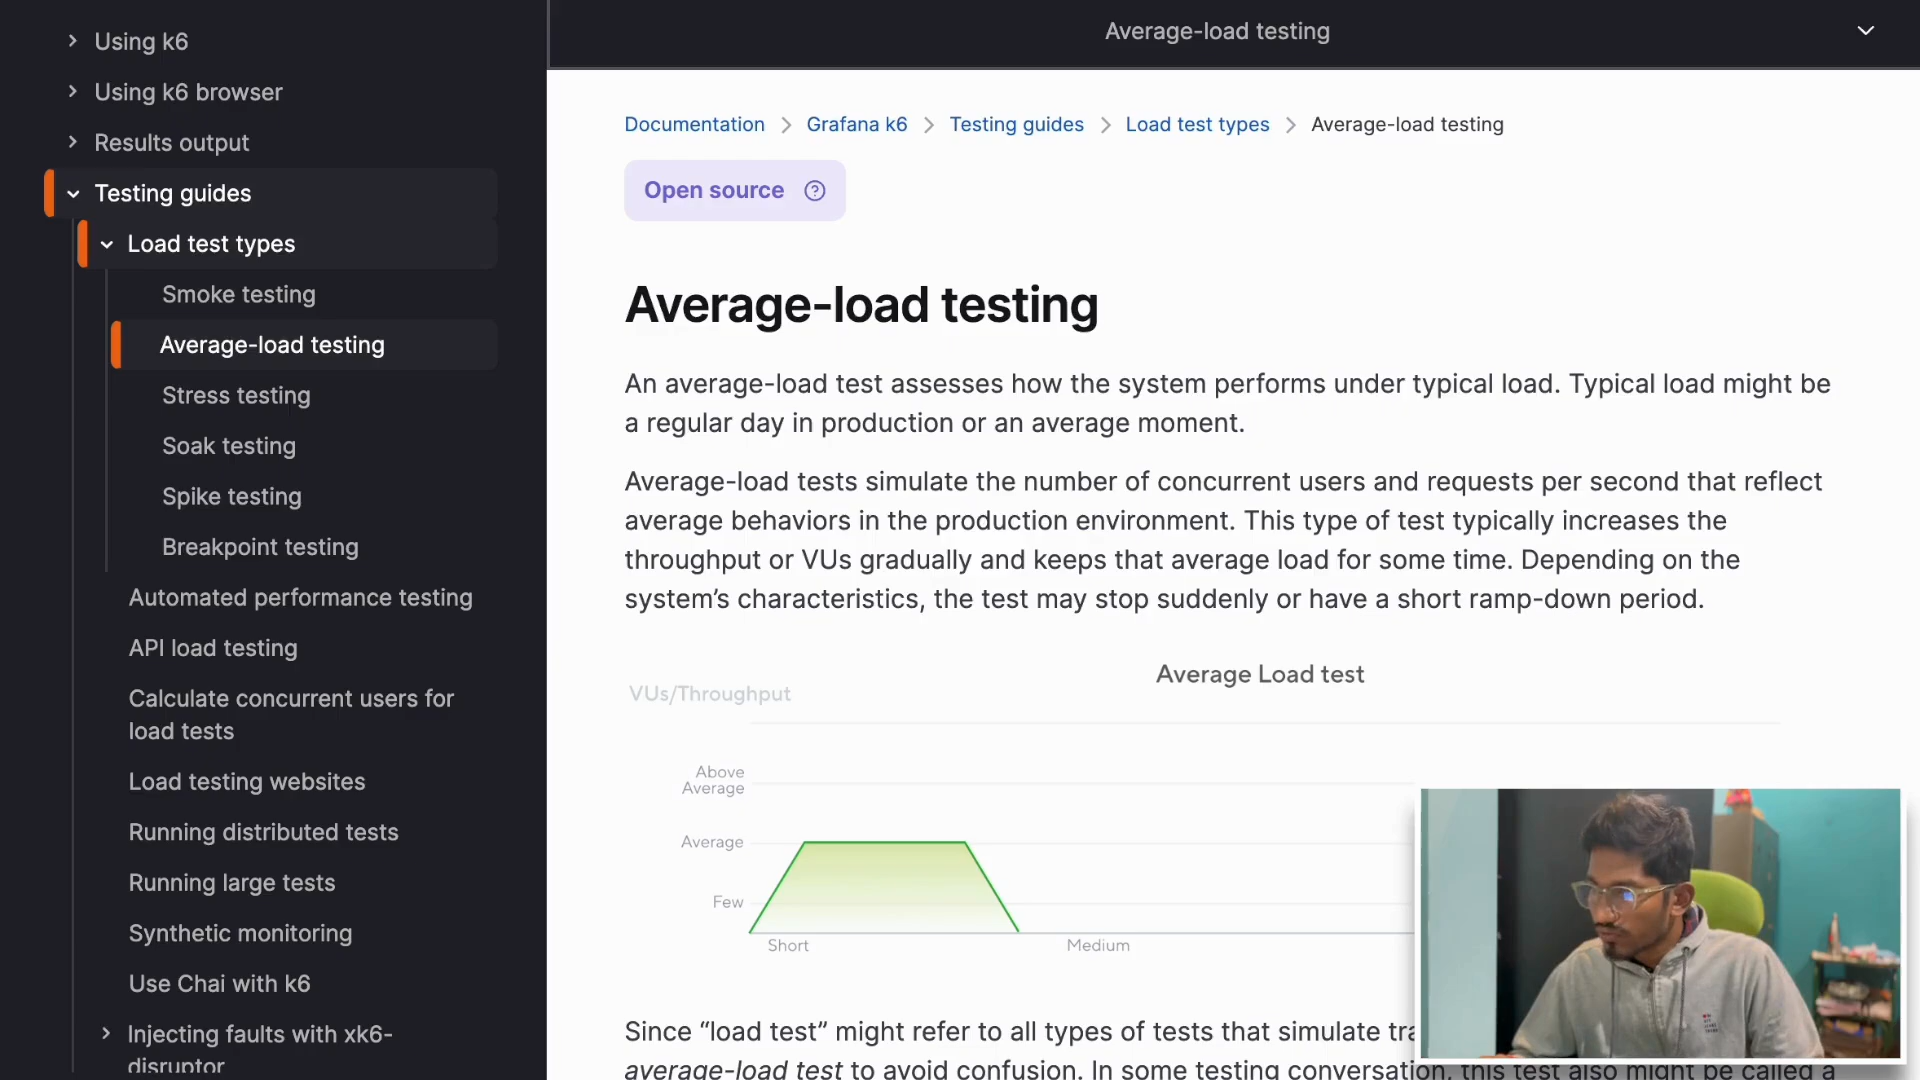 Using k6
Using k6 browser
Results output
Testing guides
Load test types
Smoke testing
Average-load testing
Stress testing
Soak testing
Spike testing
Breakpoint testing
Automated performance testing
API load testing
Calculate concurrent users for
load tests
Load testing websites
Running distributed tests
Running large tests
Synthetic monitoring
Use Chai with k6
Injecting faults with xk6-
disruptor
Average-load testing
Documentation > Grafana k6 > Testing guides > Load test types > Average-load testing
Open source
Average-load testing
An average-load test assesses how the system performs under typical load. Typical load might be
a regular day in production or an average moment.
Average-load tests simulate the number of concurrent users and requests per second that reflect
average behaviors in the production environment. This type of test typically increases the
throughput or VUs gradually and keeps that average load for some time. Depending on the
system’s characteristics, the test may stop suddenly or have a short ramp-down period.
Average Load test
VUs/Throughput
Above
Average
Average
Few
Short
Medium
Since “load test” might refer to all types of tests that simulate tra
average-load test to avoid confusion. In some testing conversation, this test also might be called a